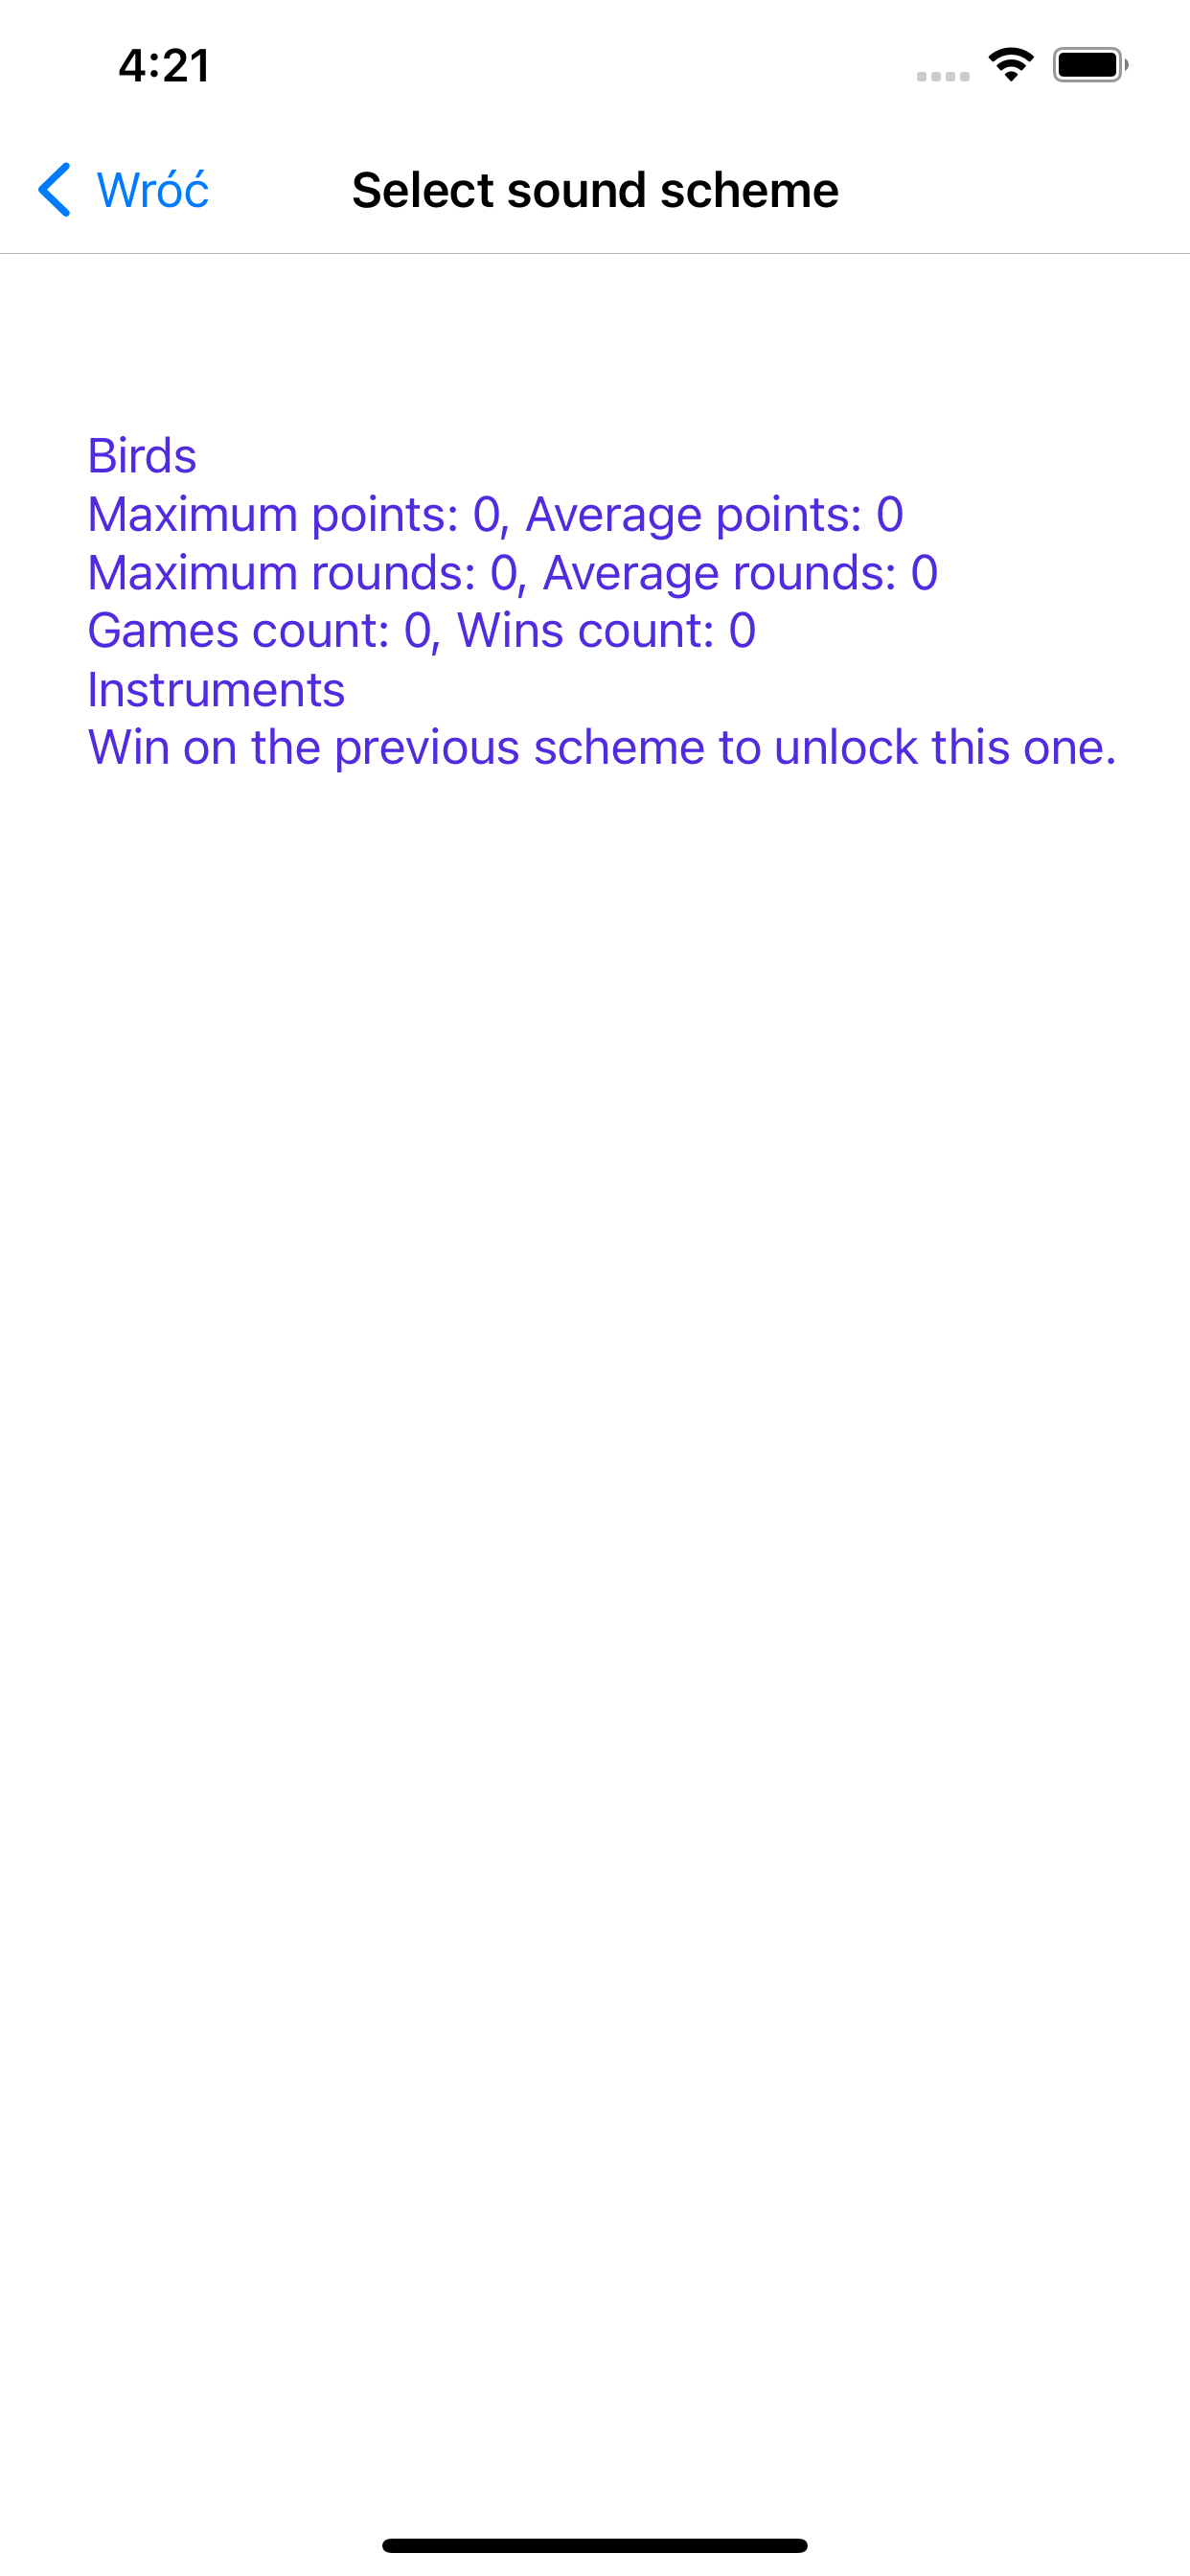 4:21
Wróć
Select sound scheme
Birds
Maximum points: 0, Average points: 0
Maximum rounds: 0, Average rounds: 0
Games count: 0, Wins count: 0
Instruments
Win on the previous scheme to unlock this one.